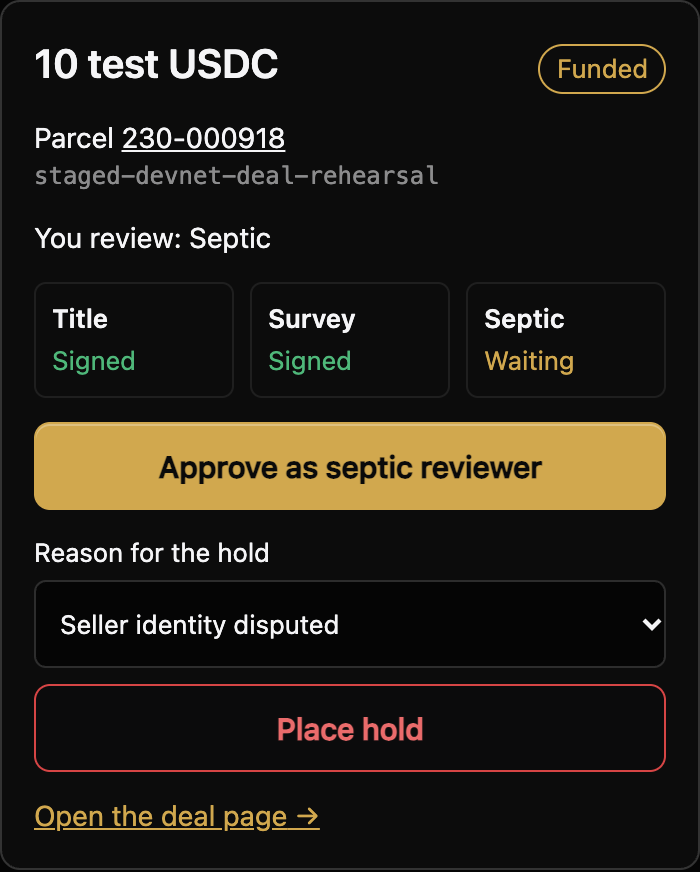 10 test USDC
Funded
Parcel 230-000918
staged-devnet-deal-rehearsal
You review: Septic
Title
Signed
Survey
Signed
Septic
Waiting
Approve as septic reviewer
Reason for the hold
Seller identity disputed
Place hold
Open the deal page →